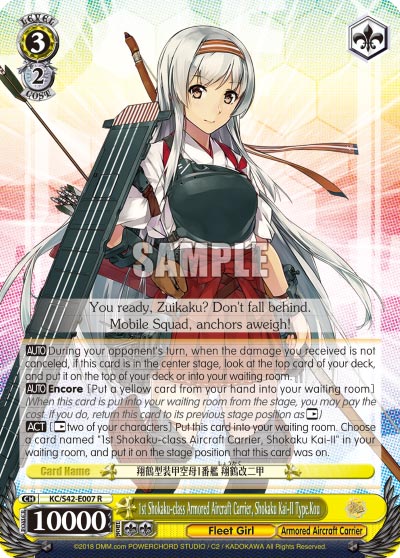 LEVEL
3
2
COST
SAMPLE
You ready, Zuikaku? Don't fall behind.
Mobile Squad, anchors aweigh!
AUTO During your opponent's turn, when the damage you received is not
canceled, if this card is in the center stage, look at the top card of your deck,
and put it on the top of your deck or into your waiting room.
AUTO Encore [Put a yellow card from your hand into your waiting room]
(When this card is put into your waiting room from the stage, you may pay the
cost. If you do, return this card to its previous stage position as )
ACT [ two of your characters] Put this card into your waiting room. Choose
a card named "1st Shokaku-class Aircraft Carrier, Shokaku Kai-II" in your waiting
room, and put it on the stage position that this card was on.
Card Name
翔鶴型装甲空母1番艦 翔鶴改二甲
CH
KC/S42-E007 R
1st Shokaku-class Armored Aircraft Carrier, Shokaku Kai-II Type.Kou
10000
POWER
Fleet Girl
Armored Aircraft Carrier
©2018 DMM.com POWERCHORD STUDIO / C2 / KADOKAWA All Rights Reserved.